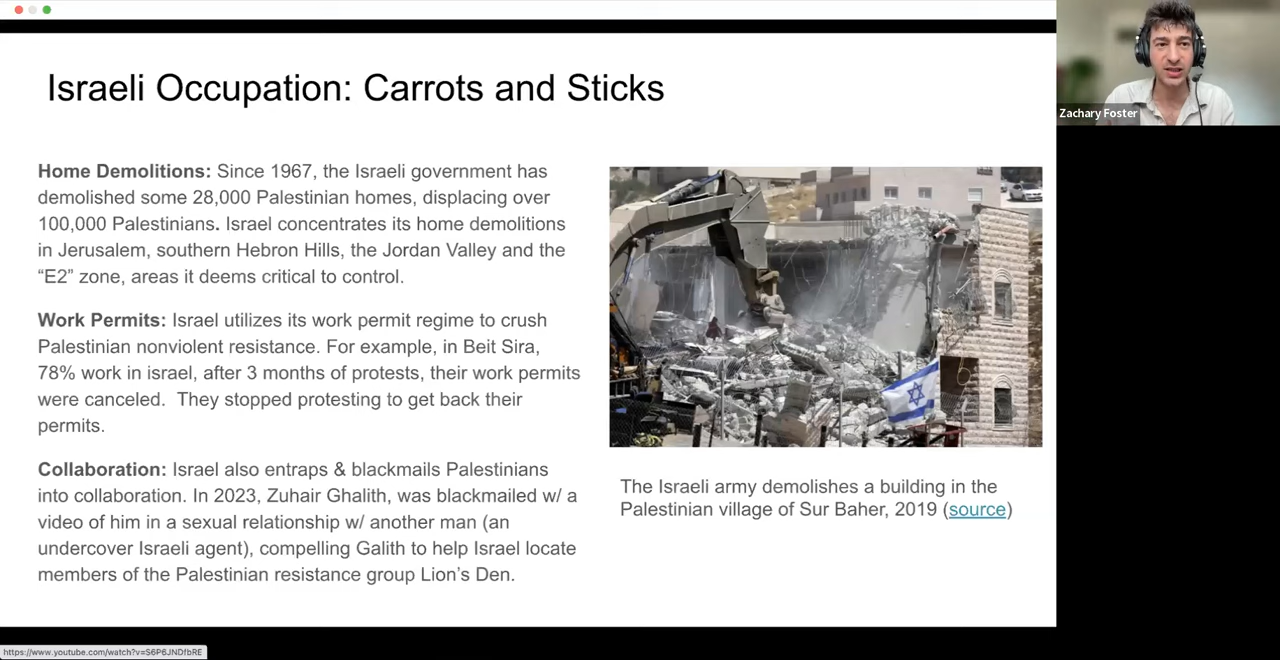 Israeli Occupation: Carrots and Sticks
Zachary Foster
Home Demolitions: Since 1967, the Israeli government has
demolished some 28,000 Palestinian homes, displacing over
100,000 Palestinians. Israel concentrates its home demolitions
in Jerusalem, southern Hebron Hills, the Jordan Valley and the
“E2” zone, areas it deems critical to control.
Work Permits: Israel utilizes its work permit regime to crush
Palestinian nonviolent resistance. For example, in Beit Sira,
78% work in israel, after 3 months of protests, their work permits
were canceled.  They stopped protesting to get back their
permits.
Collaboration: Israel also entraps & blackmails Palestinians
into collaboration. In 2023, Zuhair Ghalith, was blackmailed w/ a
video of him in a sexual relationship w/ another man (an
undercover Israeli agent), compelling Galith to help Israel locate
members of the Palestinian resistance group Lion’s Den.
The Israeli army demolishes a building in the
Palestinian village of Sur Baher, 2019 (source)
https://www.youtube.com/watch?v=S6P6JNDfbRE